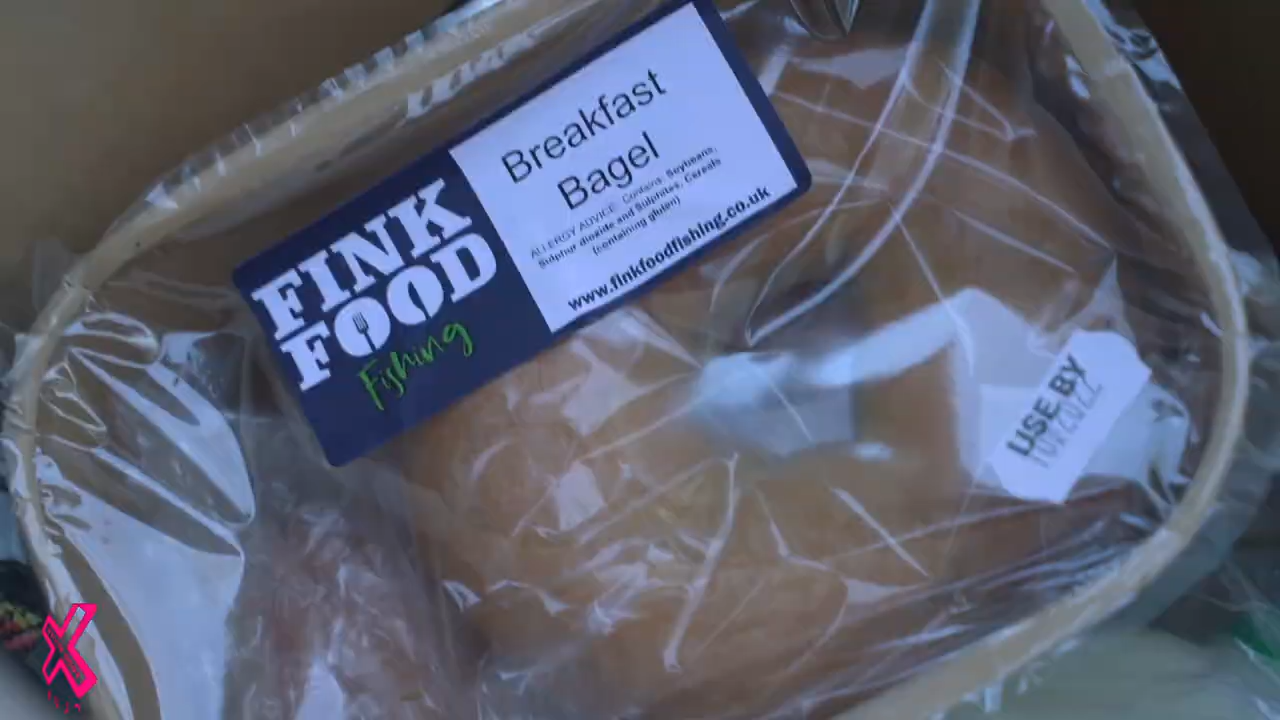 FINK
FOOD
Fishing
Breakfast
Bagel
ALLERGY ADVICE: Contains: Soybeans,
Sulphur dioxide and Sulphites, Cereals
(containing gluten)
www.finkfoodfishing.co.uk
USE BY